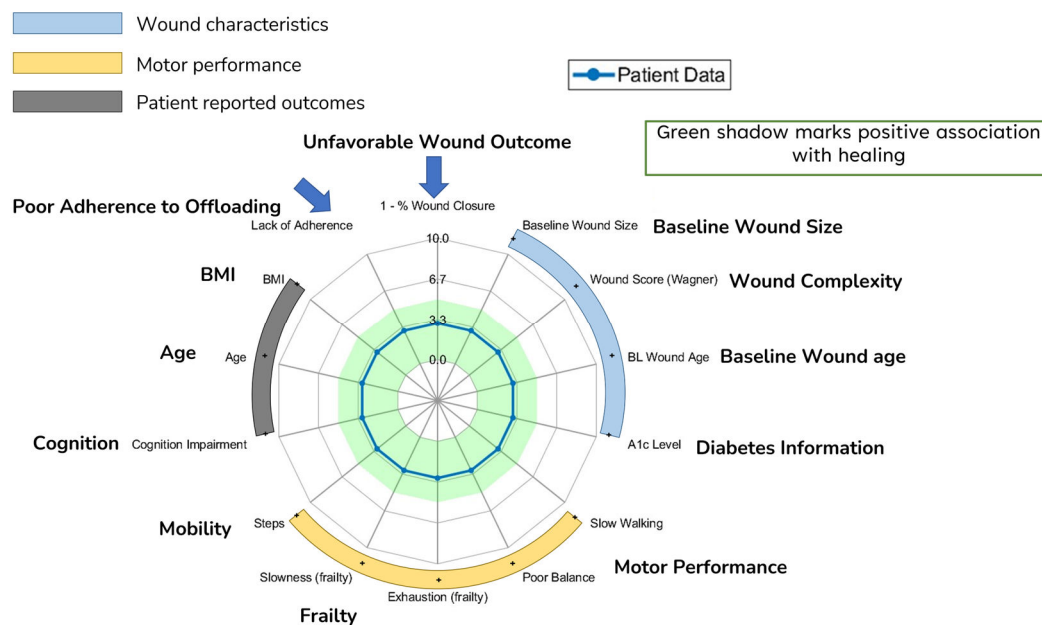 Wound characteristics
Motor performance
Patient reported outcomes
Patient Data
Green shadow marks positive association
with healing
Unfavorable Wound Outcome
Poor Adherence to Offloading
1 - % Wound Closure
Lack of Adherence
Baseline Wound Size
Baseline Wound Size
10.0
BMI
BMI
6.7
Wound Score (Wagner)
Wound Complexity
3.3
Age
Age
0.0
BL Wound Age
Baseline Wound age
Cognition
Cognition Impairment
A1c Level
Diabetes Information
Mobility
Steps
Slow Walking
Slowness (frailty)
Exhaustion (frailty)
Poor Balance
Motor Performance
Frailty